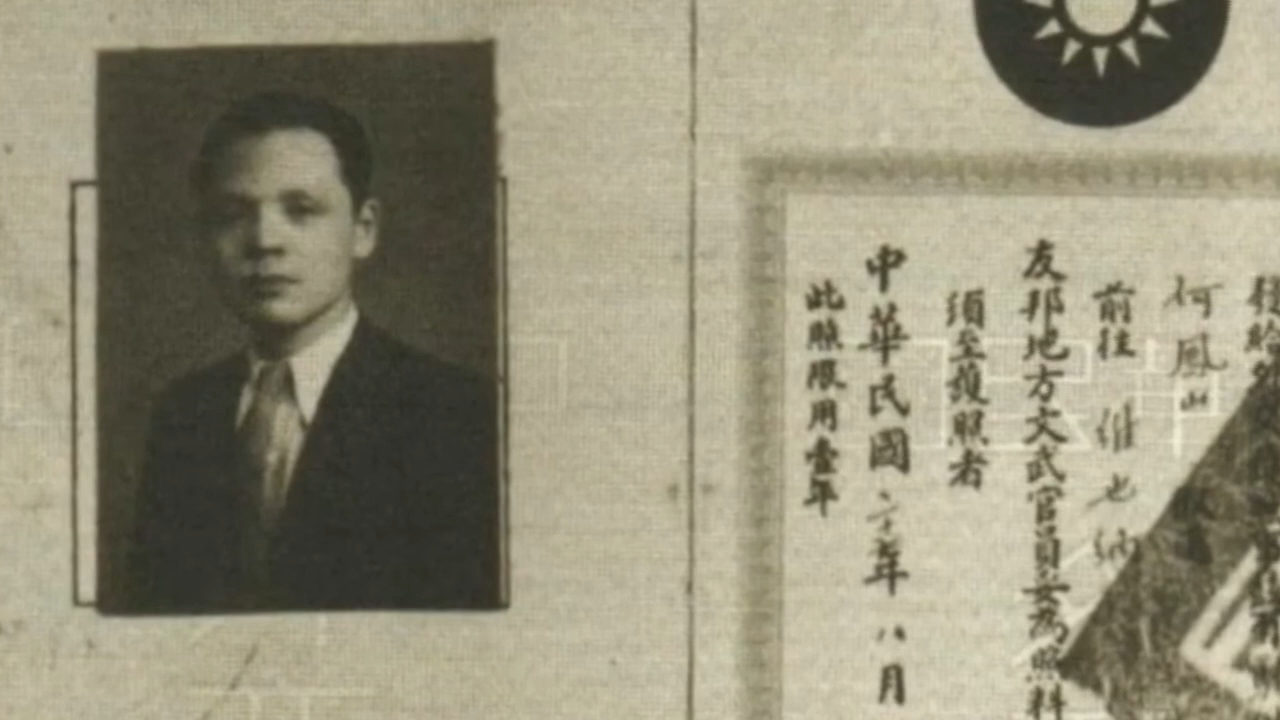 何鳳山
前往 維也納
友邦地方文武官員妥為照料
須至護照者
中華民國年八月
此照限用壹年